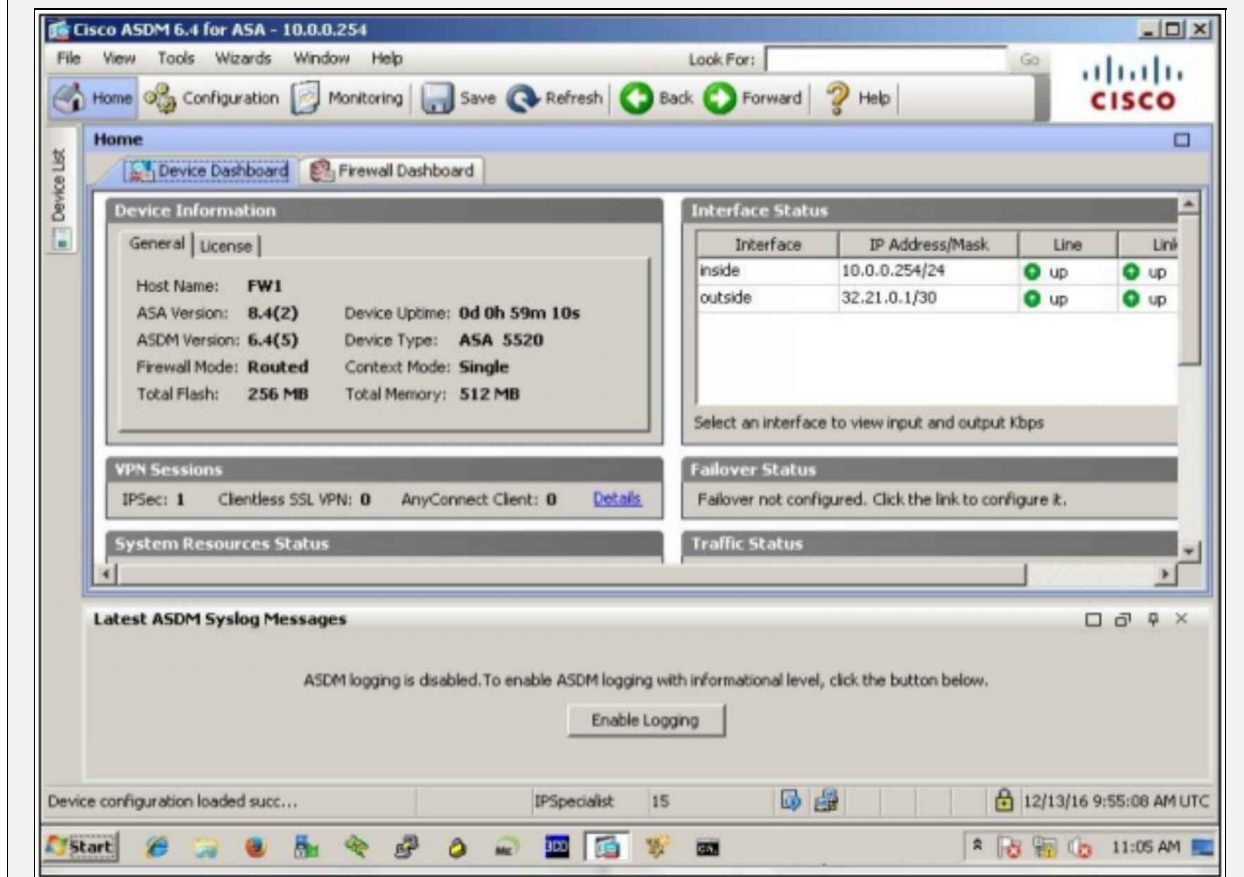 Cisco ASDM 6.4 for ASA - 10.0.0.254
File View Tools Wizards Window Help Look For: Go
Home Configuration Monitoring Save Refresh Back Forward Help
CISCO
Device List
Home
Device Dashboard Firewall Dashboard
Device Information
General License
Host Name: FW1
ASA Version: 8.4(2) Device Uptime: 0d 0h 59m 10s
ASDM Version: 6.4(5) Device Type: ASA 5520
Firewall Mode: Routed Context Mode: Single
Total Flash: 256 MB Total Memory: 512 MB
Interface Status
Interface IP Address/Mask Line Link
inside 10.0.0.254/24 up up
outside 32.21.0.1/30 up up
Select an interface to view input and output Kbps
VPN Sessions
IPSec: 1 Clientless SSL VPN: 0 AnyConnect Client: 0 Details
Failover Status
Failover not configured. Click the link to configure it.
System Resources Status
Traffic Status
Latest ASDM Syslog Messages
ASDM logging is disabled.To enable ASDM logging with informational level, click the button below.
Enable Logging
Device configuration loaded succ... IPSpecialist 15 12/13/16 9:55:08 AM UTC
Start 11:05 AM